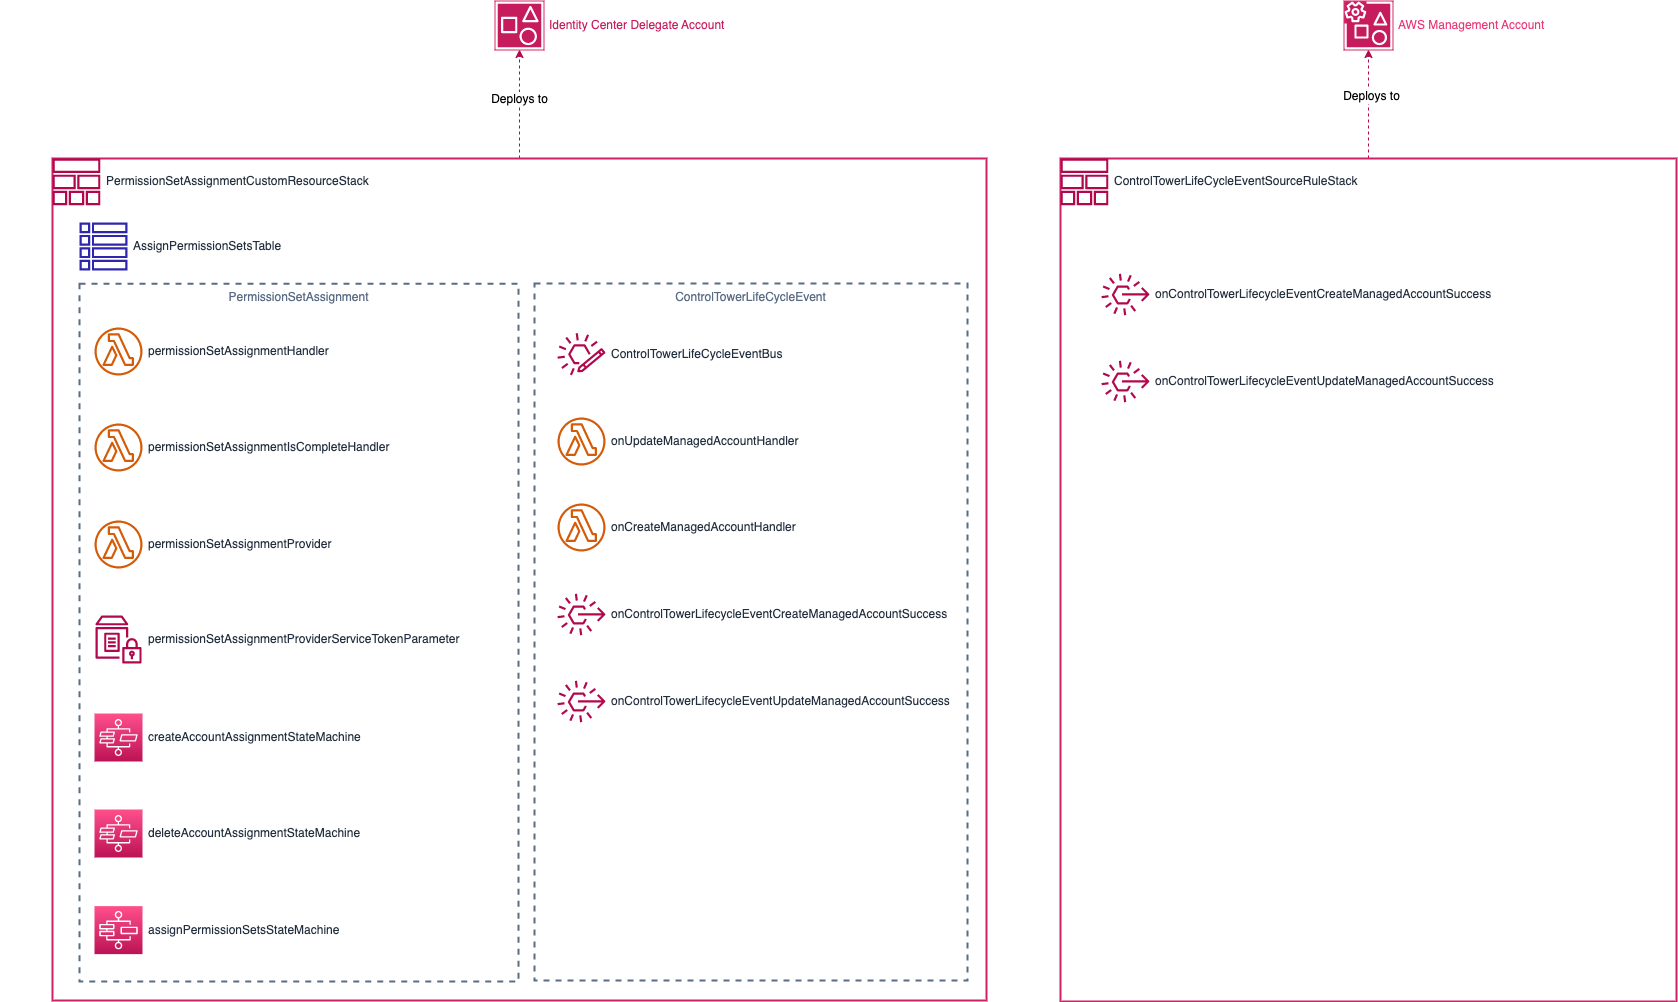 Identity Center Delegate Account
Deploys to
PermissionSetAssignmentCustomResourceStack
AssignPermissionSetsTable
PermissionSetAssignment
permissionSetAssignmentHandler
permissionSetAssignmentIsCompleteHandler
permissionSetAssignmentProvider
permissionSetAssignmentProviderServiceTokenParameter
createAccountAssignmentStateMachine
deleteAccountAssignmentStateMachine
assignPermissionSetsStateMachine
ControlTowerLifeCycleEvent
ControlTowerLifeCycleEventBus
onUpdateManagedAccountHandler
onCreateManagedAccountHandler
onControlTowerLifecycleEventCreateManagedAccountSuccess
onControlTowerLifecycleEventUpdateManagedAccountSuccess
AWS Management Account
Deploys to
ControlTowerLifeCycleEventSourceRuleStack
onControlTowerLifecycleEventCreateManagedAccountSuccess
onControlTowerLifecycleEventUpdateManagedAccountSuccess